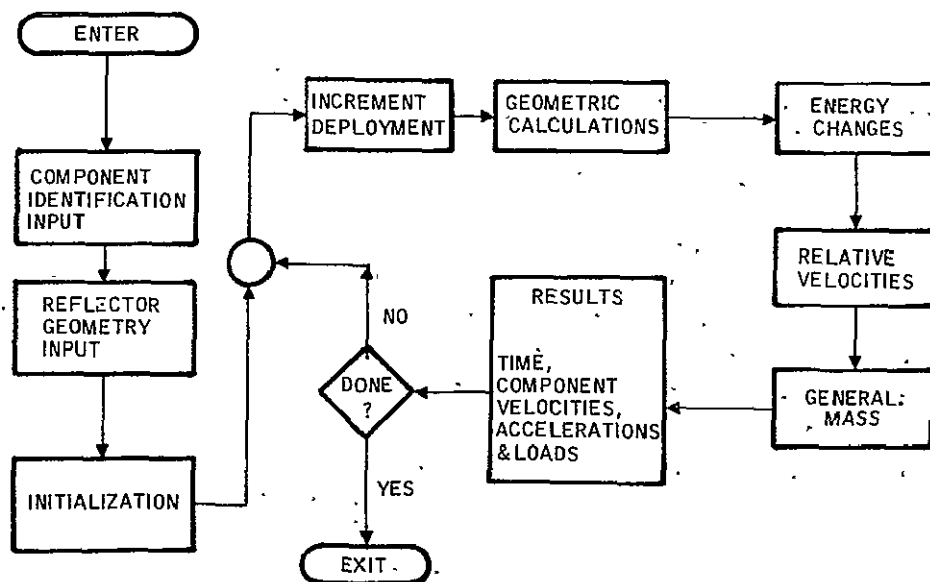 ENTER
COMPONENT
IDENTIFICATION
INPUT
REFLECTOR
GEOMETRY
INPUT
INITIALIZATION
INCREMENT
DEPLOYMENT
GEOMETRIC
CALCULATIONS
ENERGY
CHANGES
RELATIVE
VELOCITIES
GENERAL
MASS
RESULTS
TIME,
COMPONENT
VELOCITIES,
ACCELERATIONS
&LOADS
DONE
?
NO
YES
EXIT